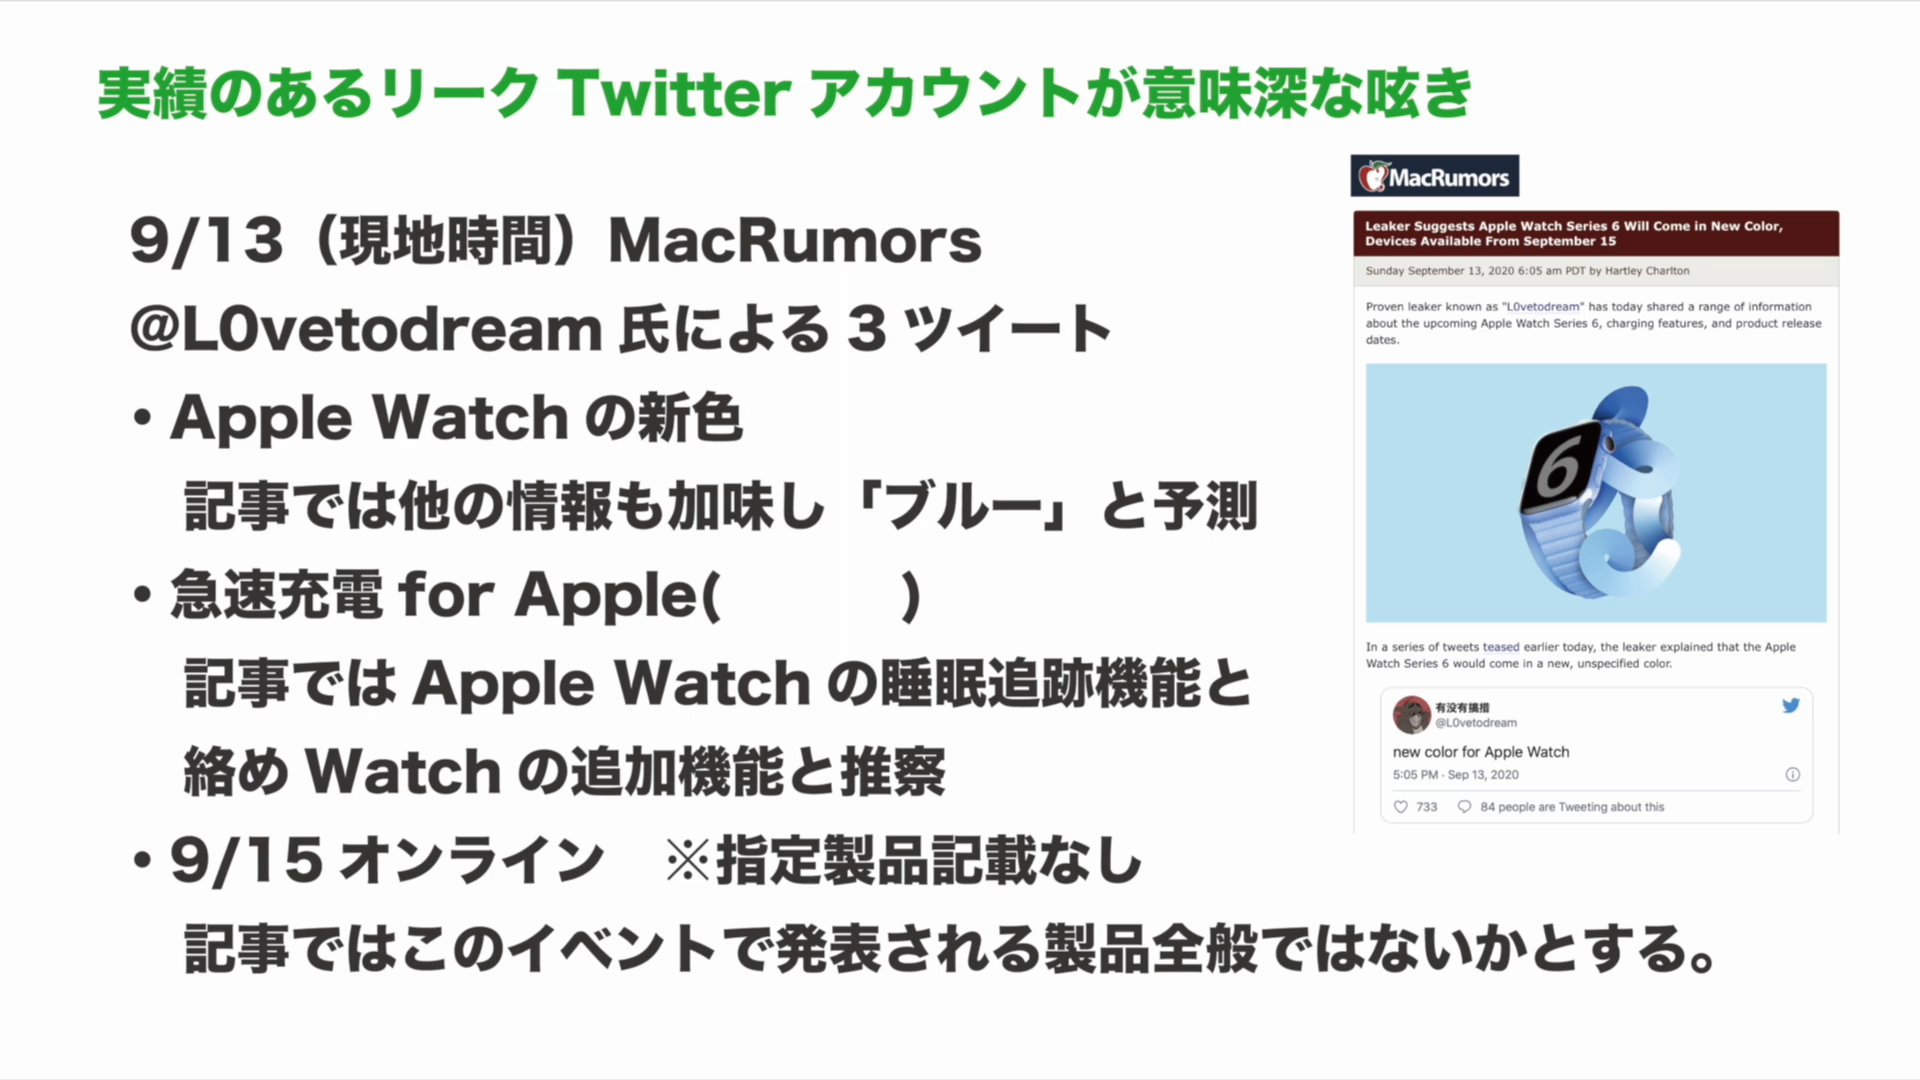 実績のあるリーク Twitter アカウントが意味深な呟き
9/13（現地時間）MacRumors
@L0vetodream 氏による 3 ツイート
・Apple Watch の新色
記事では他の情報も加味し「ブルー」と予測
・急速充電 for Apple(　　　)
記事では Apple Watch の睡眠追跡機能と
絡め Watch の追加機能と推察
・9/15 オンライン　※指定製品記載なし
記事ではこのイベントで発表される製品全般ではないかとする。
MacRumors
Leaker Suggests Apple Watch Series 6 Will Come in New Color,
Devices Available From September 15
Sunday September 13, 2020 6:05 am PDT by Hartley Charlton
Proven leaker known as "L0vetodream" has today shared a range of information
about the upcoming Apple Watch Series 6, charging features, and product release
dates.
6
In a series of tweets teased earlier today, the leaker explained that the Apple
Watch Series 6 would come in a new, unspecified color.
有没有搞措
@L0vetodream
new color for Apple Watch
5:05 PM · Sep 13, 2020
733 84 people are Tweeting about this